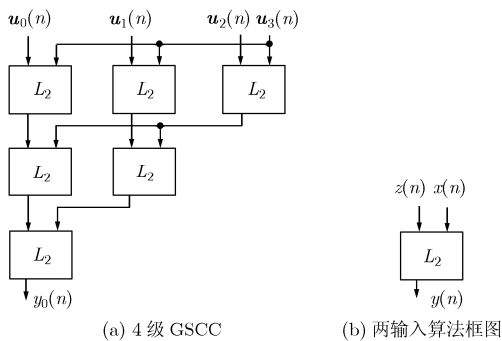 u₀(n) u₁(n) u₂(n) u₃(n)
L₂ L₂ L₂
L₂ L₂
z(n) x(n)
L₂ L₂
y₀(n) y(n)
(a) 4 级 GSCC (b) 两输入算法框图